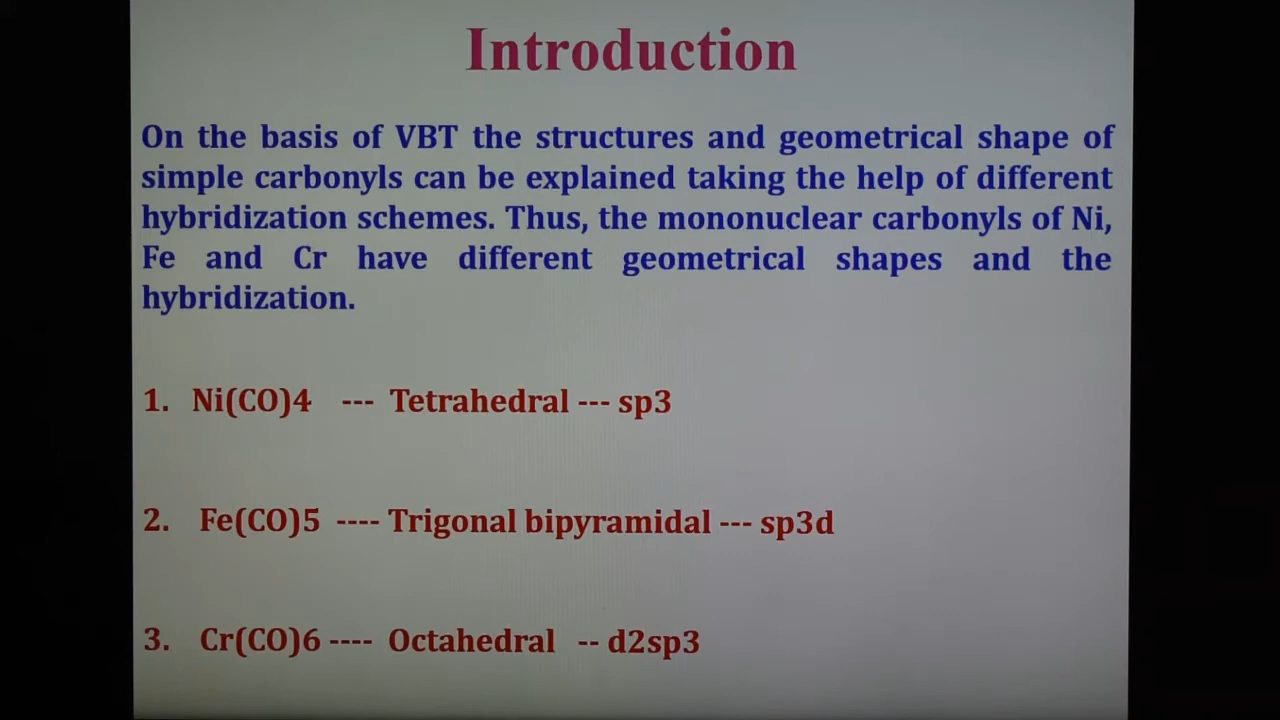 Introduction
On the basis of VBT the structures and geometrical shape of
simple carbonyls can be explained taking the help of different
hybridization schemes. Thus, the mononuclear carbonyls of Ni,
Fe and Cr have different geometrical shapes and the
hybridization.
1. Ni(CO)4 --- Tetrahedral --- sp3
2. Fe(CO)5 ---- Trigonal bipyramidal --- sp3d
3. Cr(CO)6 ---- Octahedral -- d2sp3